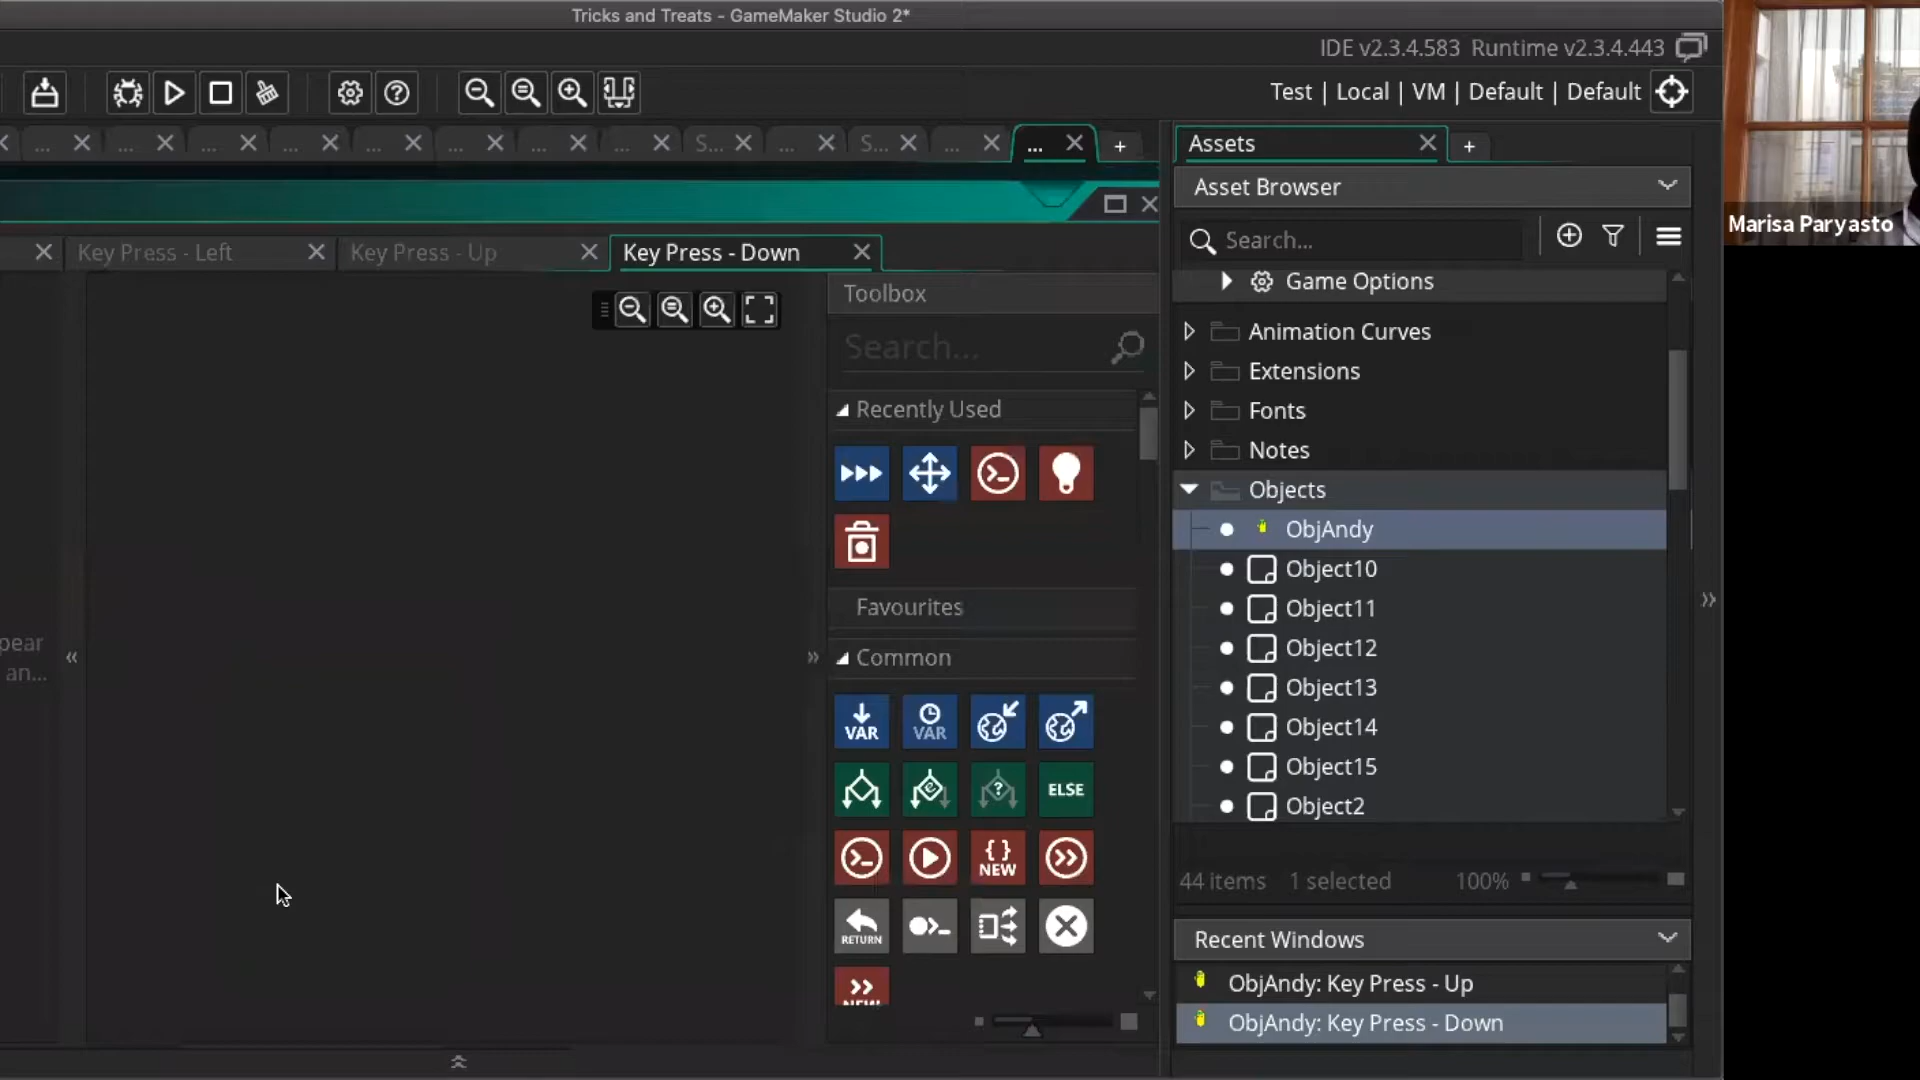 Tricks and Treats - GameMaker Studio 2*
IDE v2.3.4.583 Runtime v2.3.4.443
Test | Local | VM | Default | Default
... ... ... ... ... ... ... ... S... ... S... ... ...
Assets
Asset Browser
Search...
Marisa Paryasto
Key Press - Left
Key Press - Up
Key Press - Down
Toolbox
Search...
Recently Used
Favourites
Common
VAR
VAR
ELSE
NEW
RETURN
NEW
pear
an...
Game Options
Animation Curves
Extensions
Fonts
Notes
Objects
ObjAndy
Object10
Object11
Object12
Object13
Object14
Object15
Object2
44 items 1 selected 100%
Recent Windows
ObjAndy: Key Press - Up
ObjAndy: Key Press - Down